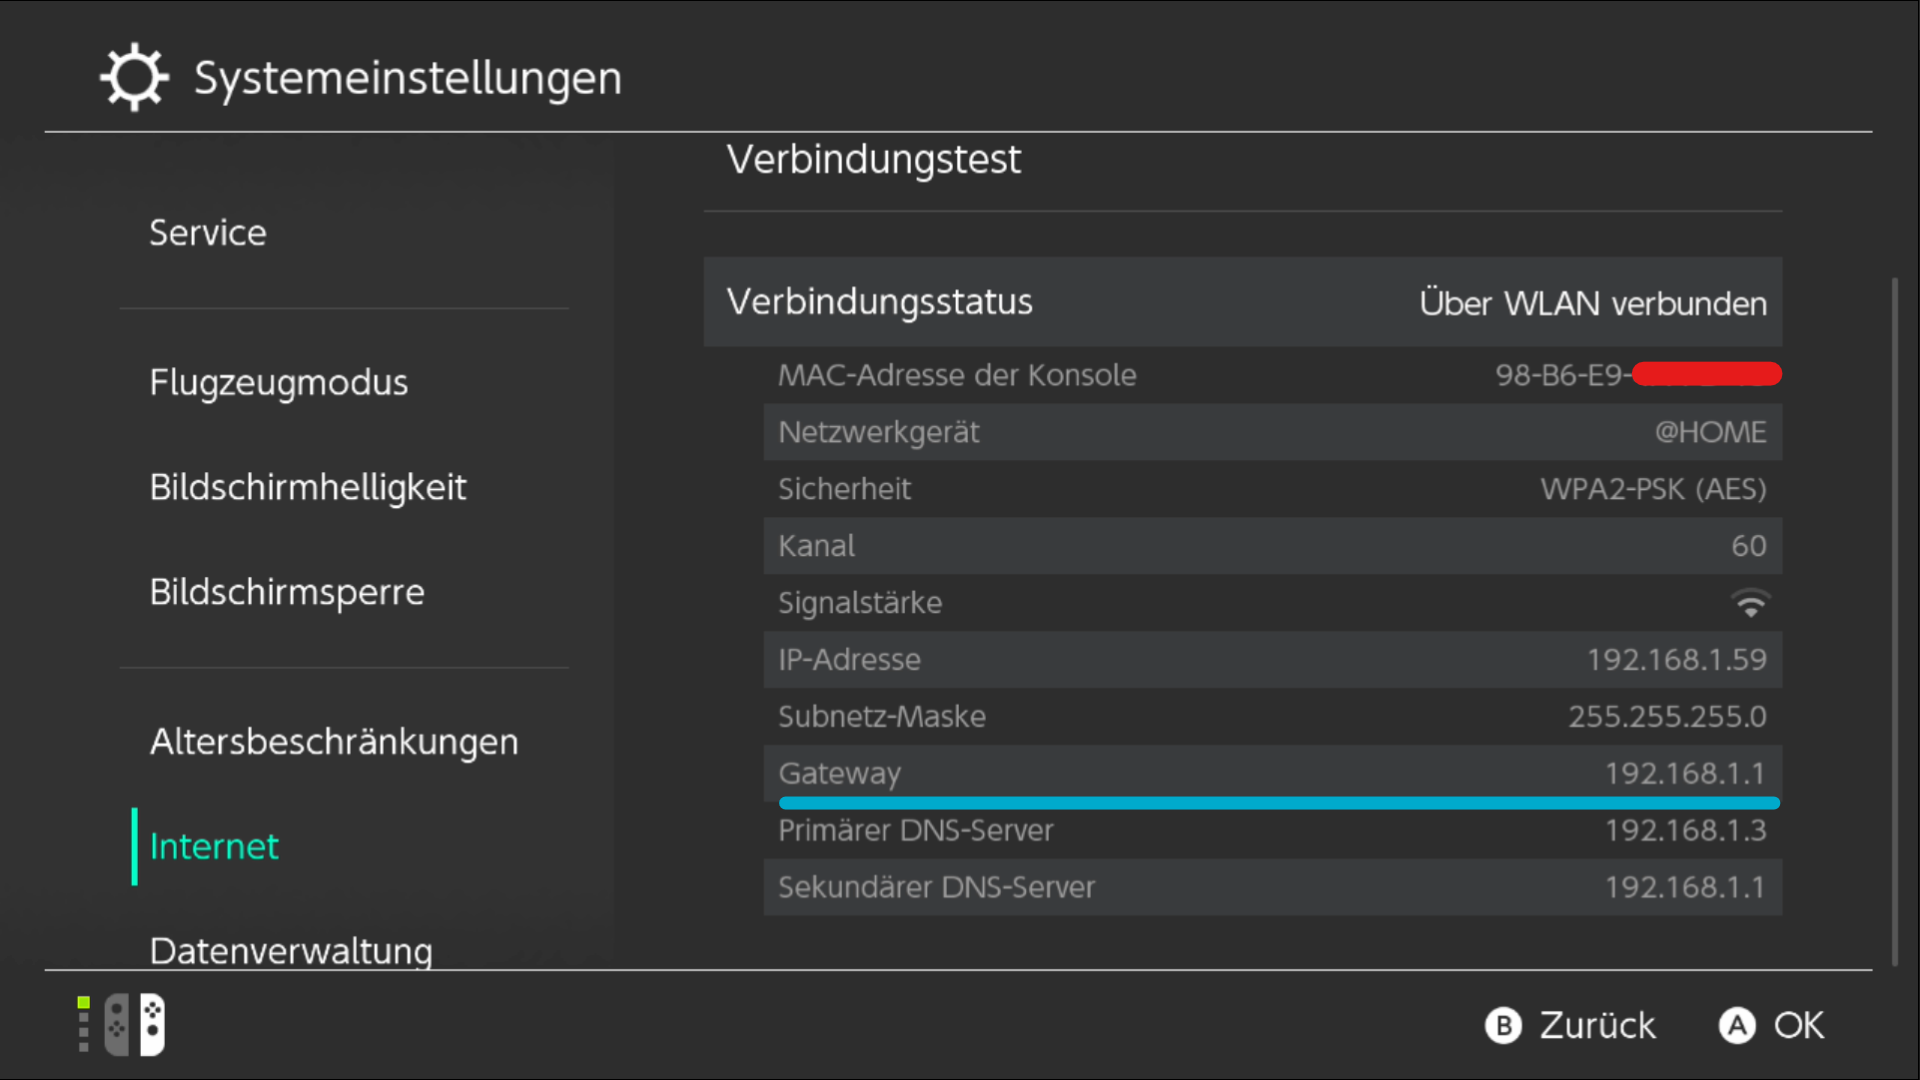 Systemeinstellungen
Service
Flugzeugmodus
Bildschirmhelligkeit
Bildschirmsperre
Altersbeschränkungen
Internet
Datenverwaltung
Verbindungstest
Verbindungsstatus Über WLAN verbunden
MAC-Adresse der Konsole 98-B6-E9-
Netzwerkgerät @HOME
Sicherheit WPA2-PSK (AES)
Kanal 60
Signalstärke
IP-Adresse 192.168.1.59
Subnetz-Maske 255.255.255.0
Gateway 192.168.1.1
Primärer DNS-Server 192.168.1.3
Sekundärer DNS-Server 192.168.1.1
B Zurück A OK